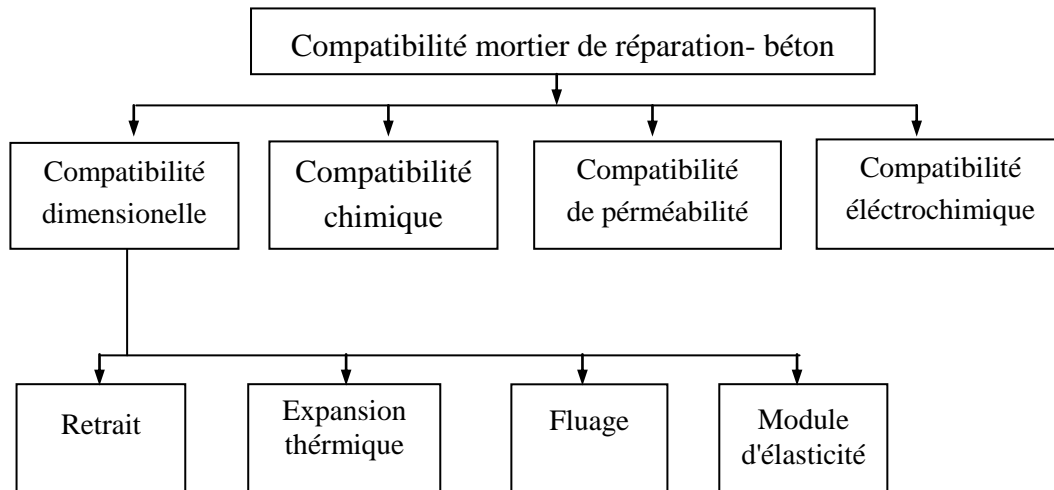 Compatibilité mortier de réparation- béton
Compatibilité
dimensionelle
Compatibilité
chimique
Compatibilité
de pérméabilité
Compatibilité
éléctrochimique
Retrait
Expansion
thérmique
Fluage
Module
d'élasticité